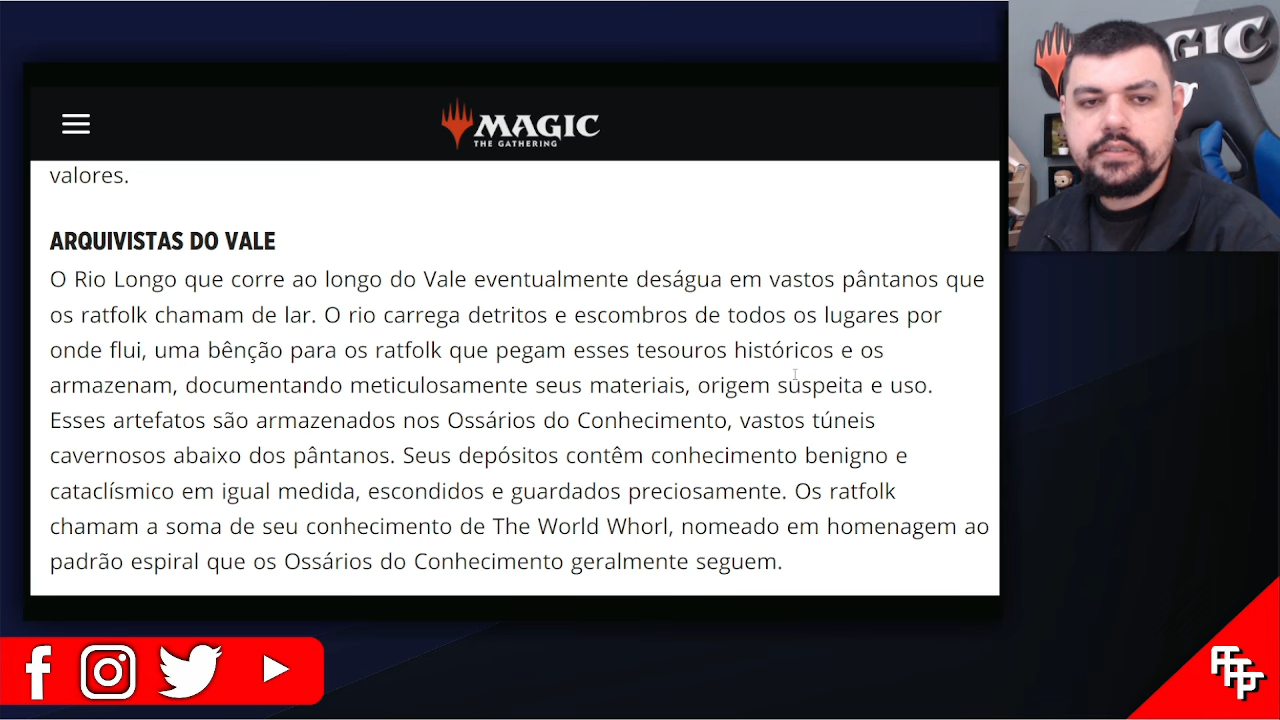 MAGIC
THE GATHERING
valores.
ARQUIVISTAS DO VALE
O Rio Longo que corre ao longo do Vale eventualmente deságua em vastos pântanos que
os ratfolk chamam de lar. O rio carrega detritos e escombros de todos os lugares por
onde flui, uma bênção para os ratfolk que pegam esses tesouros históricos e os
armazenam, documentando meticulosamente seus materiais, origem suspeita e uso.
Esses artefatos são armazenados nos Ossários do Conhecimento, vastos túneis
cavernosos abaixo dos pântanos. Seus depósitos contêm conhecimento benigno e
cataclísmico em igual medida, escondidos e guardados preciosamente. Os ratfolk
chamam a soma de seu conhecimento de The World Whorl, nomeado em homenagem ao
padrão espiral que os Ossários do Conhecimento geralmente seguem.